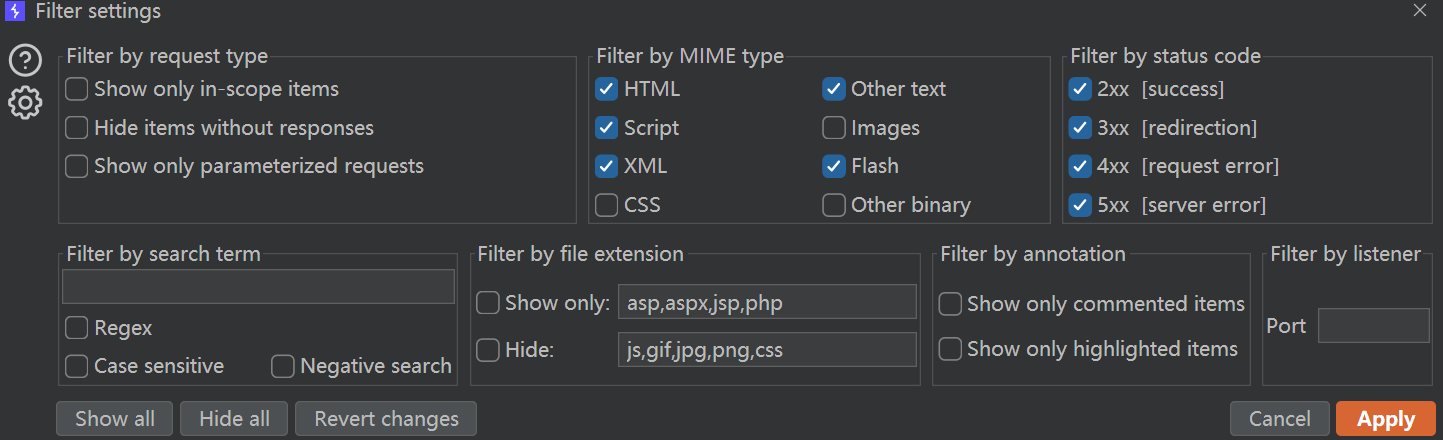 Filter settings
Filter by request type
Show only in-scope items
Hide items without responses
Show only parameterized requests
Filter by MIME type
HTML
Script
XML
CSS
Other text
Images
Flash
Other binary
Filter by status code
2xx [success]
3xx [redirection]
4xx [request error]
5xx [server error]
Filter by search term
Regex
Case sensitive
Negative search
Filter by file extension
Show only: asp,aspx,jsp,php
Hide: js,gif,jpg,png,css
Filter by annotation
Show only commented items
Show only highlighted items
Filter by listener
Port
Show all
Hide all
Revert changes
Cancel
Apply